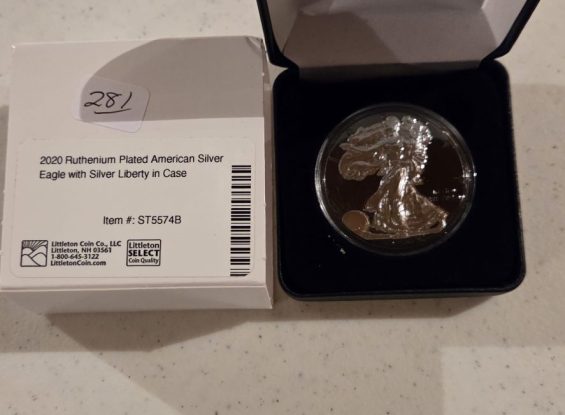 281
2020 Ruthenium Plated American Silver
Eagle with Silver Liberty in Case
Item #: ST5574B
Littleton Coin Co., LLC
Littleton, NH 03561
1-800-645-3122
LittletonCoin.com
Littleton
SELECT
Coin Quality